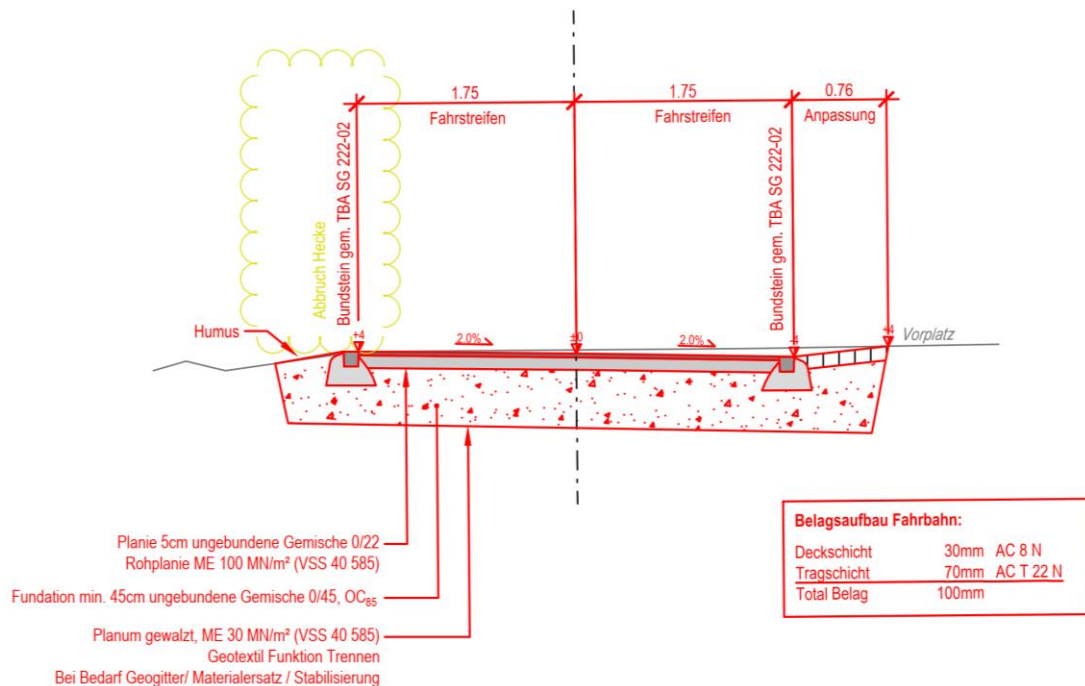 1.75
1.75
0.76
Fahrstreifen
Fahrstreifen
Anpassung
Abbruch Hecke
Bundstein gem. TBA SG 222-02
Bundstein gem. TBA SG 222-02
Humus
+4
2.0%
±0
2.0%
+4
Vorplatz
Planie 5cm ungebundene Gemische 0/22
Rohplanie ME 100 MN/m² (VSS 40 585)
Fundation min. 45cm ungebundene Gemische 0/45, OC85
Planum gewalzt, ME 30 MN/m² (VSS 40 585)
Geotextil Funktion Trennen
Bei Bedarf Geogitter/ Materialersatz / Stabilisierung
Belagsaufbau Fahrbahn:
Deckschicht 30mm AC 8 N
Tragschicht 70mm AC T 22 N
Total Belag 100mm